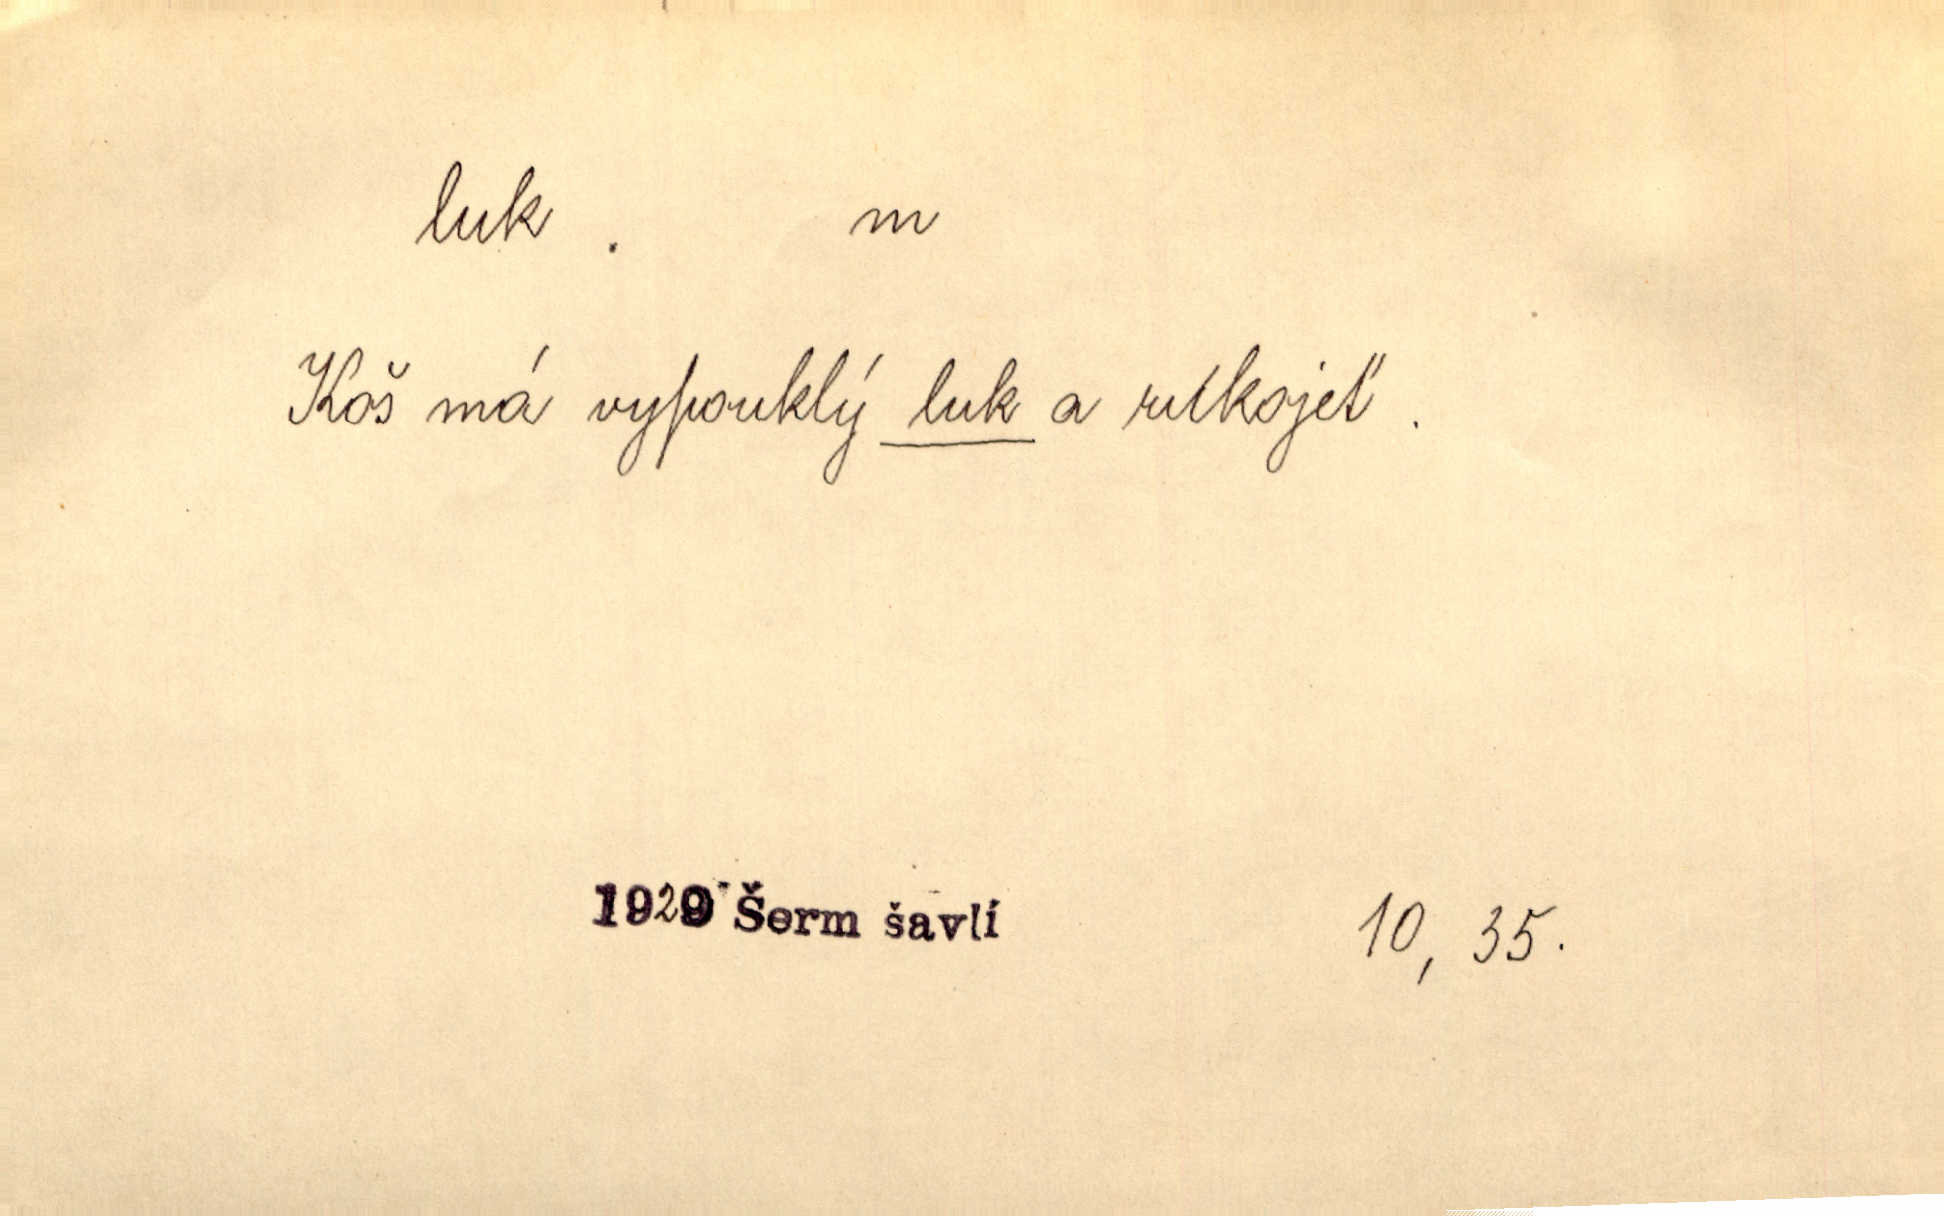 luk . m
Koš má vypouklý luk a rukojeť .
1929 Šerm šavlí 10, 35.